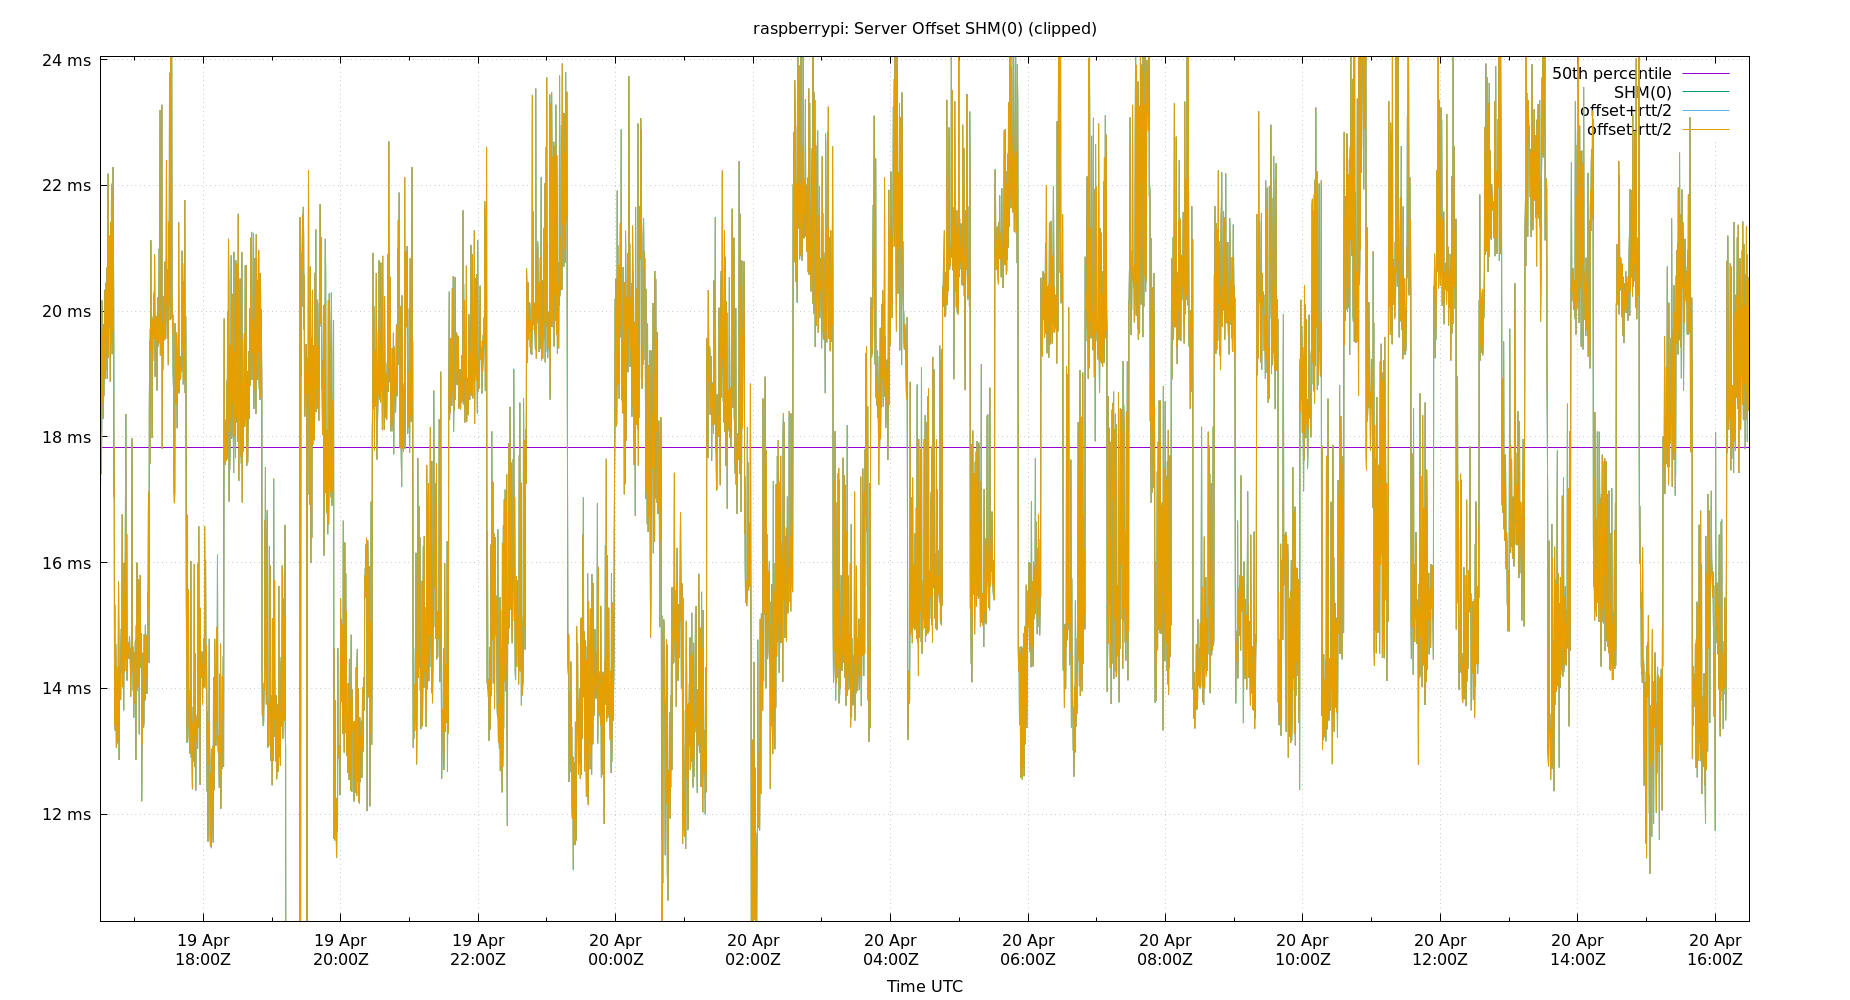 raspberrypi: Server Offset SHM(0) (clipped)
24 ms
22 ms
20 ms
18 ms
16 ms
14 ms
12 ms
50th percentile
SHM(0)
offset+rtt/2
offset-rtt/2
19 Apr 19 Apr 19 Apr 20 Apr 20 Apr 20 Apr 20 Apr 20 Apr 20 Apr 20 Apr 20 Apr 20 Apr
18:00Z 20:00Z 22:00Z 00:00Z 02:00Z 04:00Z 06:00Z 08:00Z 10:00Z 12:00Z 14:00Z 16:00Z
Time UTC